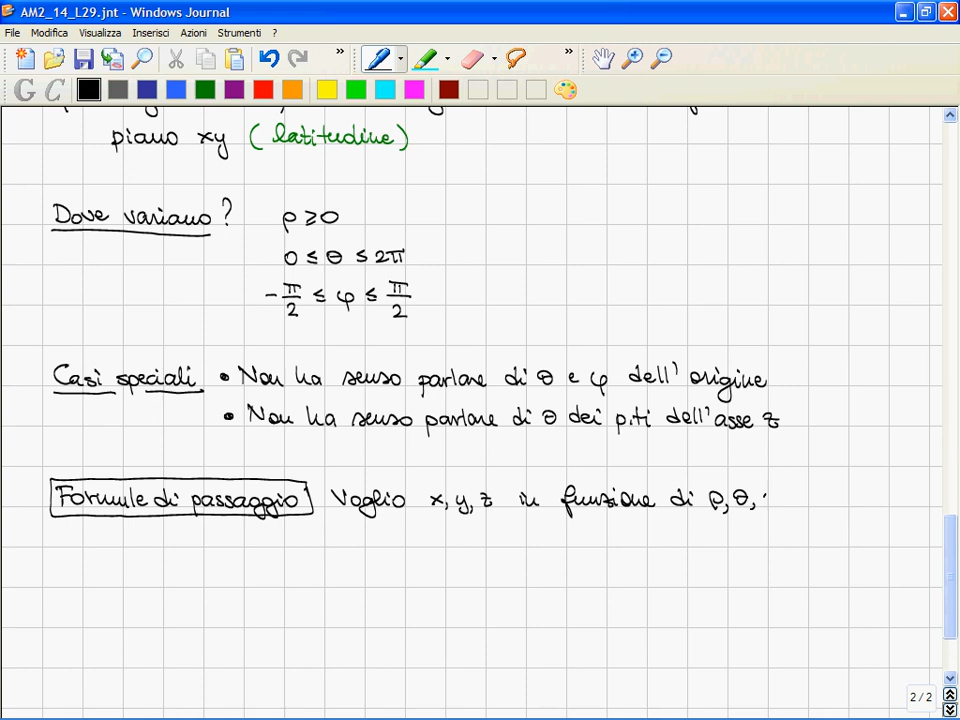 AM2_14_L29.jnt - Windows Journal
File Modifica Visualizza Inserisci Azioni Strumenti ?
piano xy (latitudine)
Dove variano? ρ ≥ 0
0 ≤ θ ≤ 2π
-π/2 ≤ φ ≤ π/2
Casi speciali • Non ha senso parlare di θ e φ dell'origine
• Non ha senso parlare di θ dei p.ti dell'asse z
Formule di passaggio Voglio x, y, z in funzione di ρ, θ,
2 / 2